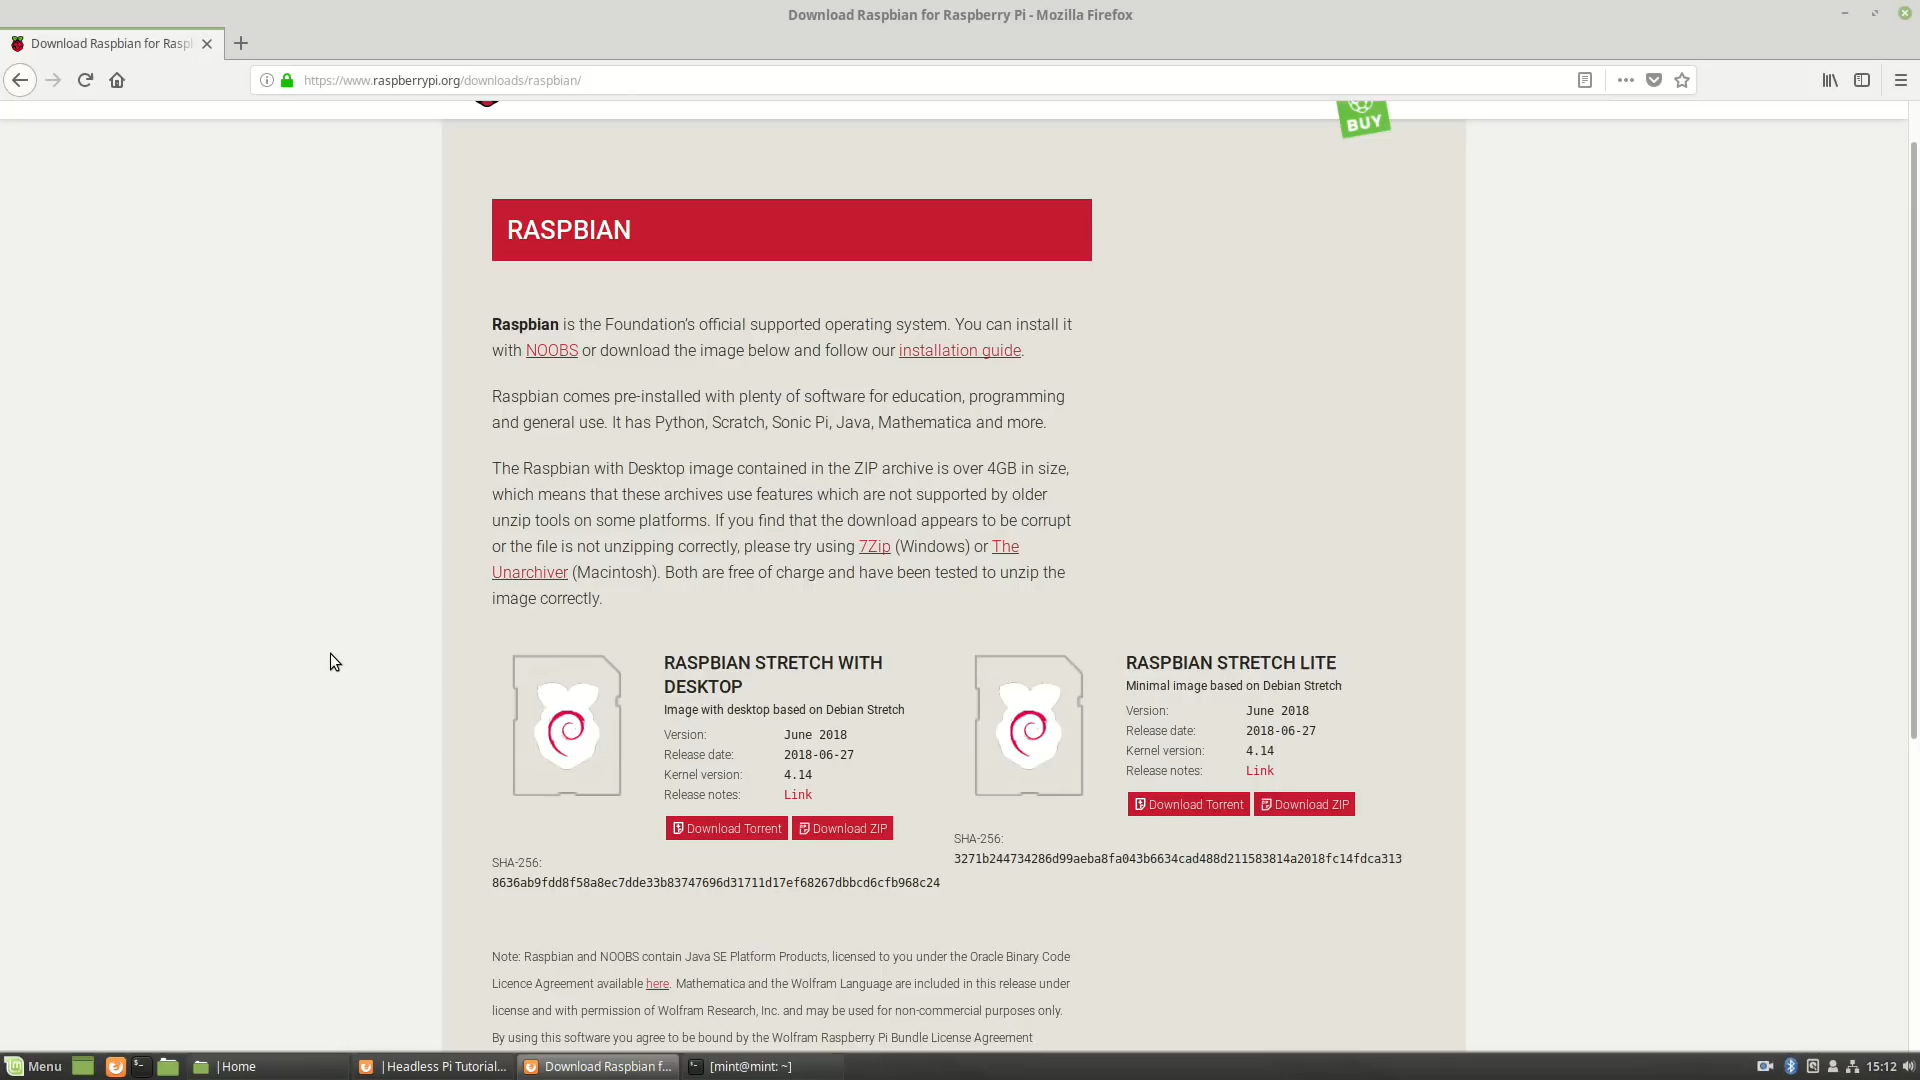 Download Raspbian for Raspberry Pi - Mozilla Firefox
Download Raspbian for Rasp
https://www.raspberrypi.org/downloads/raspbian/
BUY
RASPBIAN
Raspbian is the Foundation's official supported operating system. You can install it
with NOOBS or download the image below and follow our installation guide.
Raspbian comes pre-installed with plenty of software for education, programming
and general use. It has Python, Scratch, Sonic Pi, Java, Mathematica and more.
The Raspbian with Desktop image contained in the ZIP archive is over 4GB in size,
which means that these archives use features which are not supported by older
unzip tools on some platforms. If you find that the download appears to be corrupt
or the file is not unzipping correctly, please try using 7Zip (Windows) or The
Unarchiver (Macintosh). Both are free of charge and have been tested to unzip the
image correctly.
RASPBIAN STRETCH WITH
DESKTOP
Image with desktop based on Debian Stretch
Version: June 2018
Release date: 2018-06-27
Kernel version: 4.14
Release notes: Link
Download Torrent Download ZIP
SHA-256:
8636ab9fdd8f58a8ec7dde33b83747696d31711d17ef68267dbbcd6cfb968c24
RASPBIAN STRETCH LITE
Minimal image based on Debian Stretch
Version: June 2018
Release date: 2018-06-27
Kernel version: 4.14
Release notes: Link
Download Torrent Download ZIP
SHA-256:
3271b244734286d99aeba8fa043b6634cad488d211583814a2018fc14fdca313
Note: Raspbian and NOOBS contain Java SE Platform Products, licensed to you under the Oracle Binary Code
Licence Agreement available here. Mathematica and the Wolfram Language are included in this release under
license and with permission of Wolfram Research, Inc. and may be used for non-commercial purposes only.
By using this software you agree to be bound by the Wolfram Raspberry Pi Bundle License Agreement
Menu |Home |Headless Pi Tutorial... Download Raspbian f... [mint@mint: ~] 15:12